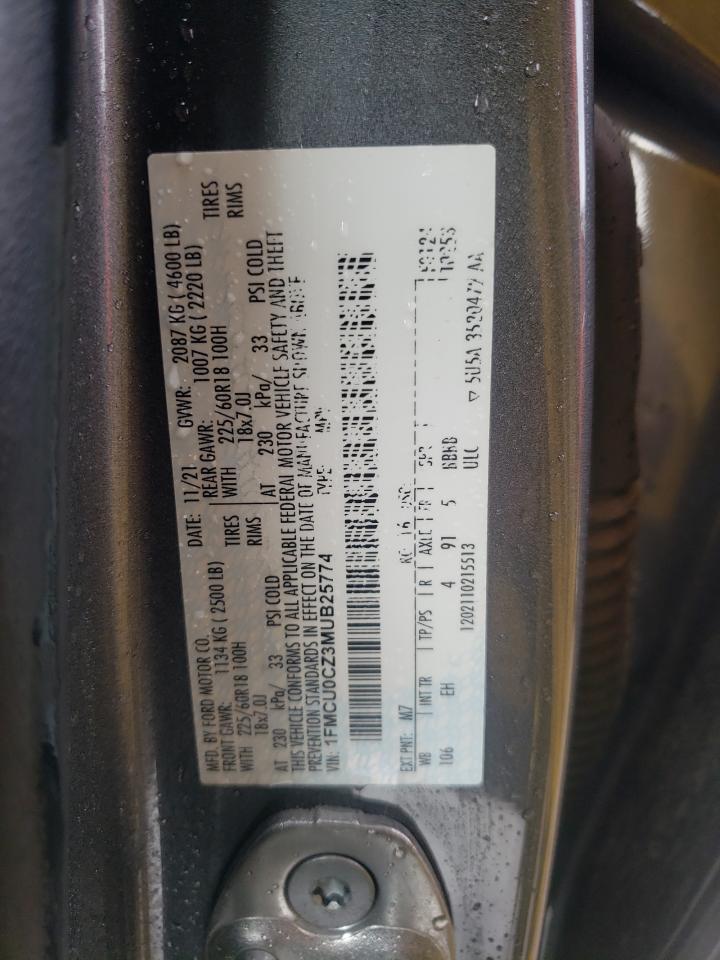 MFD. BY FORD MOTOR CO. DATE: 11/21 GVWR: 2087 KG ( 4600 LB)
FRONT GAWR: 1134 KG ( 2500 LB) REAR GAWR: 1007 KG ( 2220 LB)
WITH 225/60R18 100H TIRES WITH 225/60R18 100H TIRES
18x7.0J RIMS 18x7.0J RIMS
AT 230 kPa/ 33 PSI COLD AT 230 kPa/ 33 PSI COLD
THIS VEHICLE CONFORMS TO ALL APPLICABLE FEDERAL MOTOR VEHICLE SAFETY AND THEFT
PREVENTION STANDARDS IN EFFECT ON THE DATE OF MANUFACTURE SHOWN ABOVE
VIN: 1FMCU0CZ3MUB25774 TYPE: MPV
EXT PNT: M7
WB INT TR TP/PS R AXLE SPR
106 EH 4 91 5
ULC
1202110215513
▽ 5U5A 3520472 AA